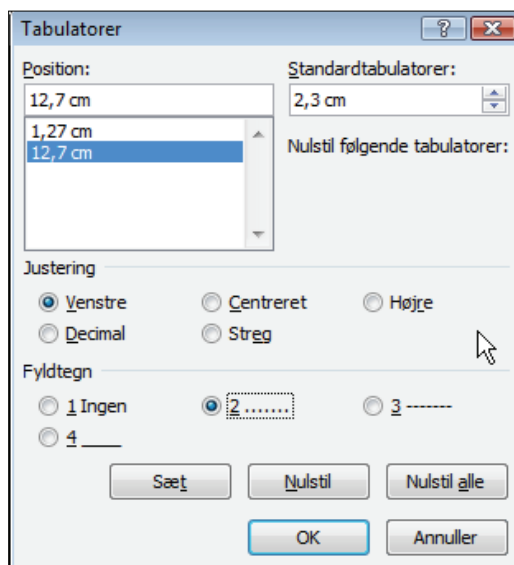 Tabulatorer
Position: Standardtabulatorer:
12,7 cm 2,3 cm
1,27 cm
12,7 cm
Nulstil følgende tabulatorer:
Justering
Venstre Centreret Højre
Decimal Streg
Fyldtegn
1 Ingen 2 ....... 3 -------
4 ____
Sæt Nulstil Nulstil alle
OK Annuller